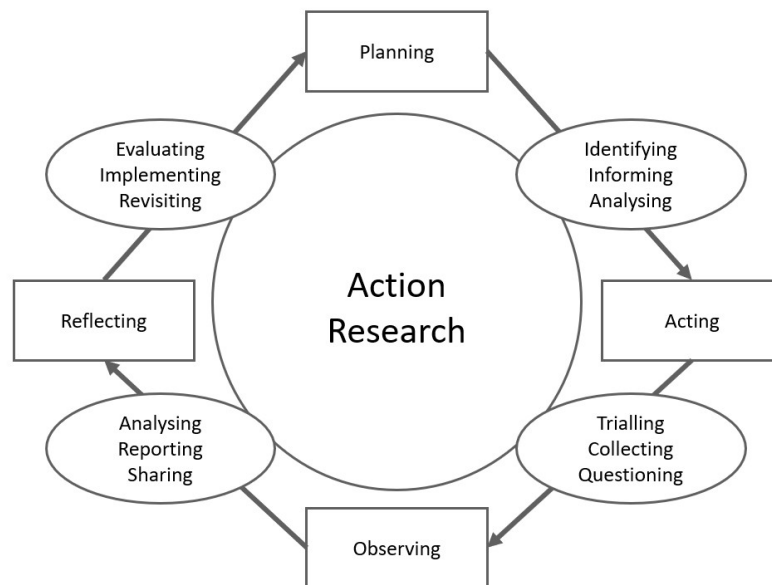 Planning
Evaluating
Implementing
Revisiting
Identifying
Informing
Analysing
Action
Research
Reflecting
Acting
Analysing
Reporting
Sharing
Trialling
Collecting
Questioning
Observing